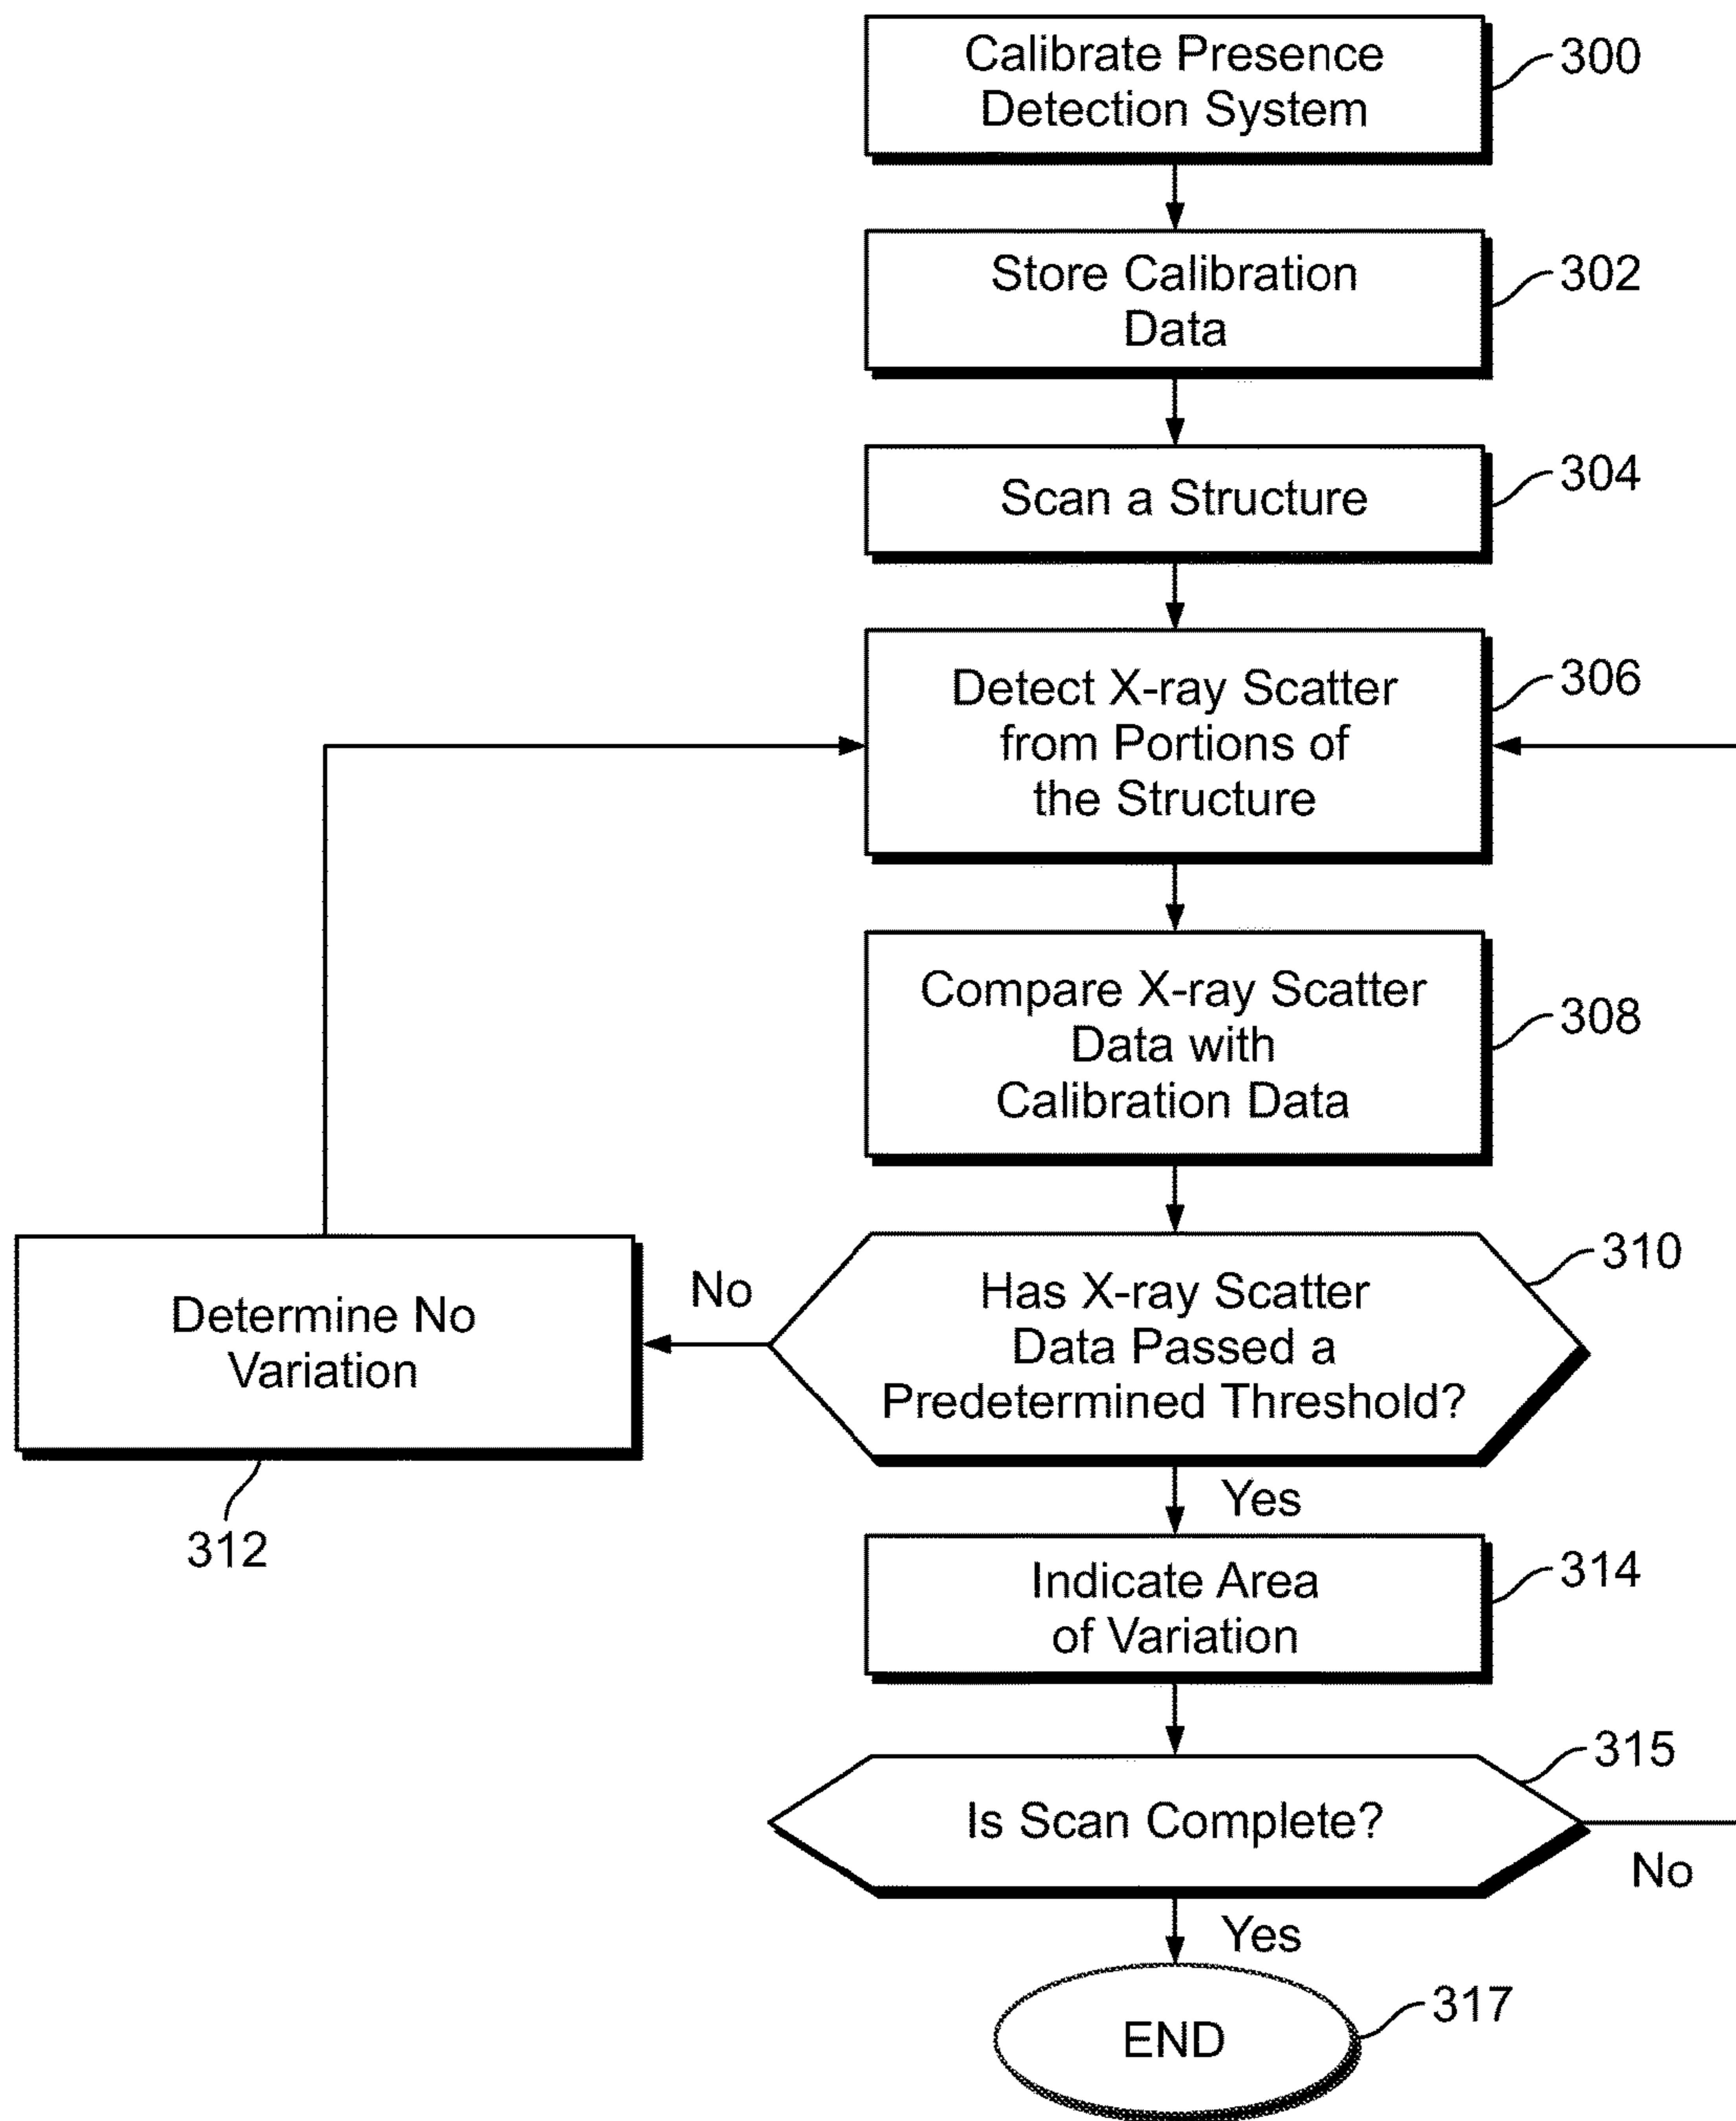 Calibrate Presence
Detection System
300
Store Calibration
Data
302
Scan a Structure
304
Detect X-ray Scatter
from Portions of
the Structure
306
Compare X-ray Scatter
Data with
Calibration Data
308
Has X-ray Scatter
Data Passed a
Predetermined Threshold?
310
No
Determine No
Variation
312
Yes
Indicate Area
of Variation
314
Is Scan Complete?
315
No
Yes
END
317